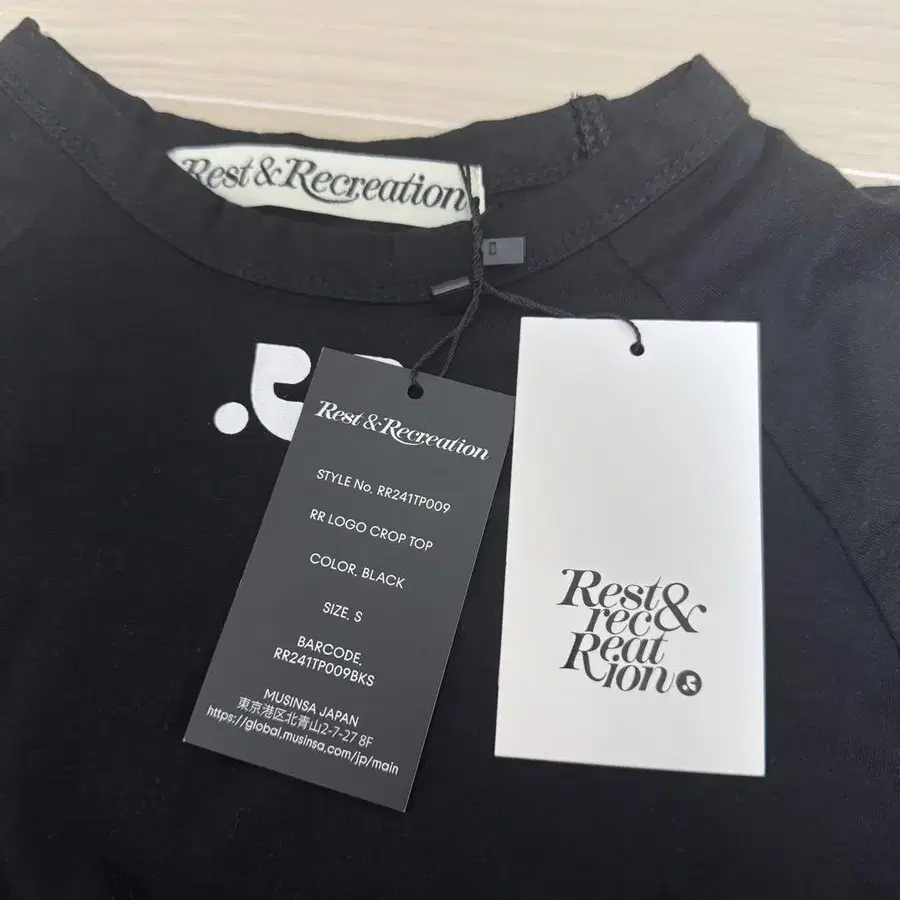 Rest&Recreation
Rest&Recreation
STYLE No. RR241TP009
RR LOGO CROP TOP
COLOR. BLACK
SIZE. S
BARCODE.
RR241TP009BKS
MUSINSA JAPAN
東京港区北青山2-7-27 8F
https://global.musinsa.com/jp/main
Rest&
rec
Reat
ion